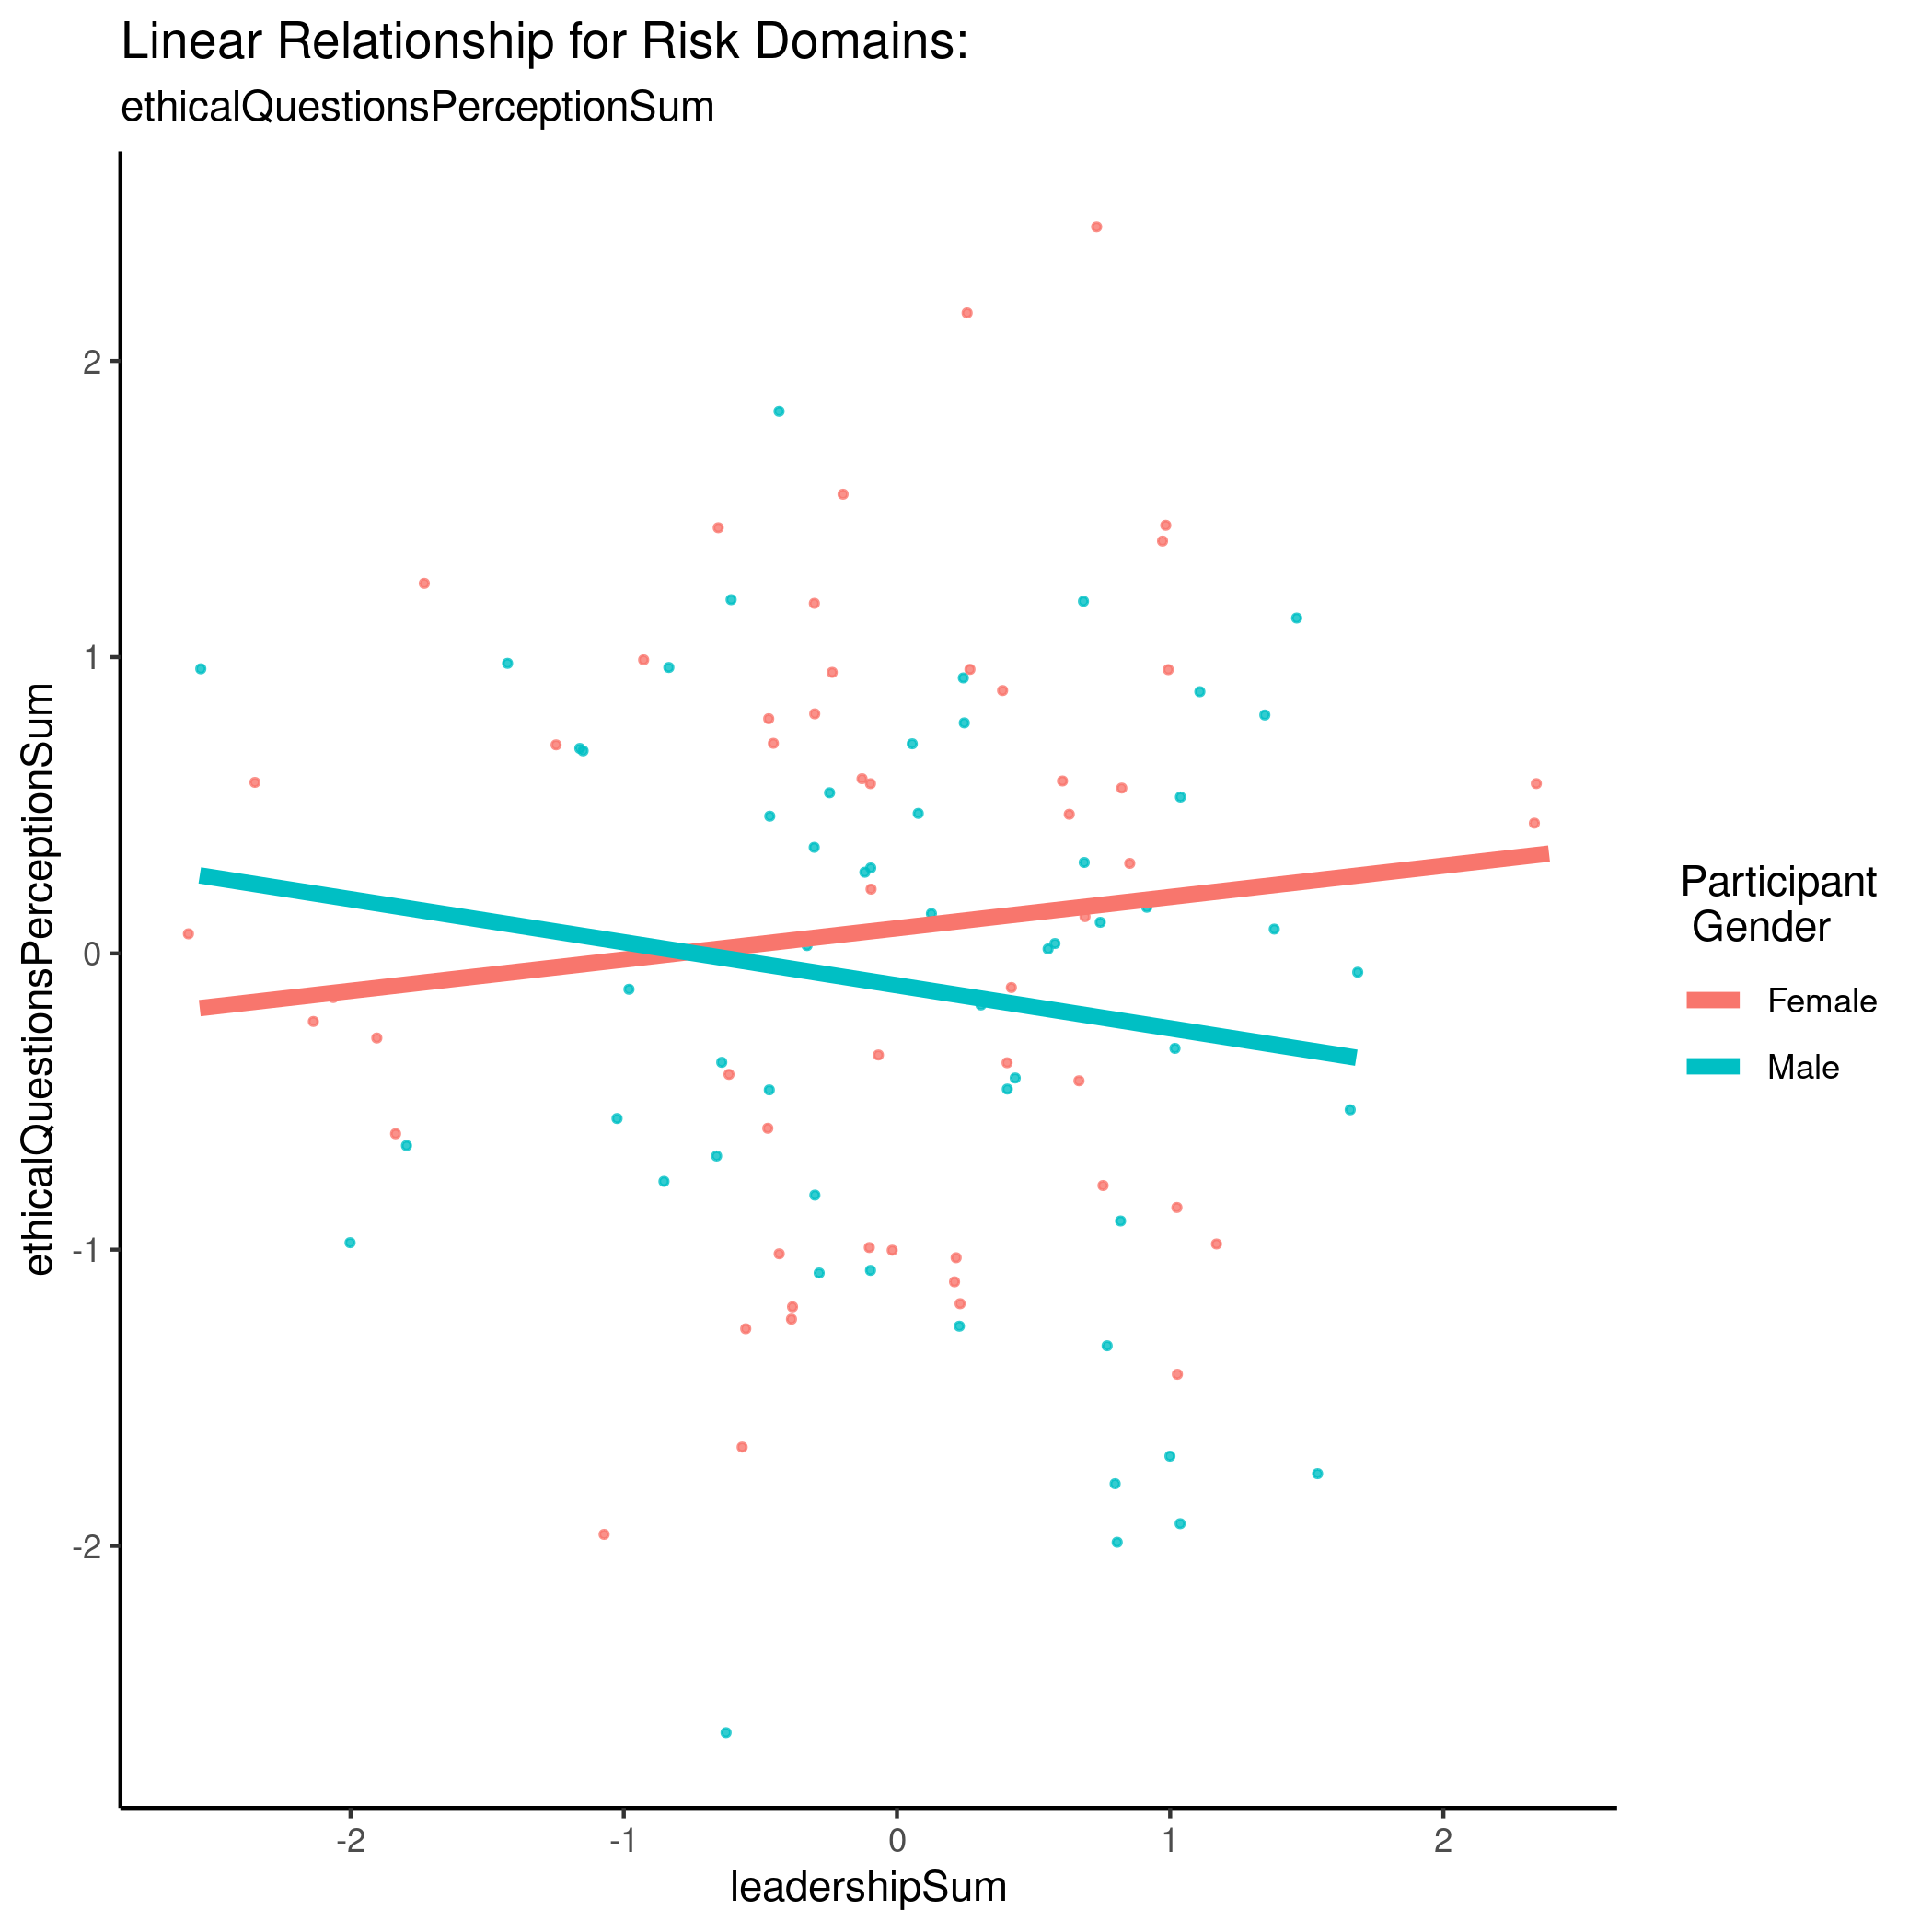 Linear Relationship for Risk Domains:
ethicalQuestionsPerceptionSum
ethicalQuestionsPerceptionSum
2
1
0
-1
-2
-2
-1
0
1
2
leadershipSum
Participant
Gender
Female
Male